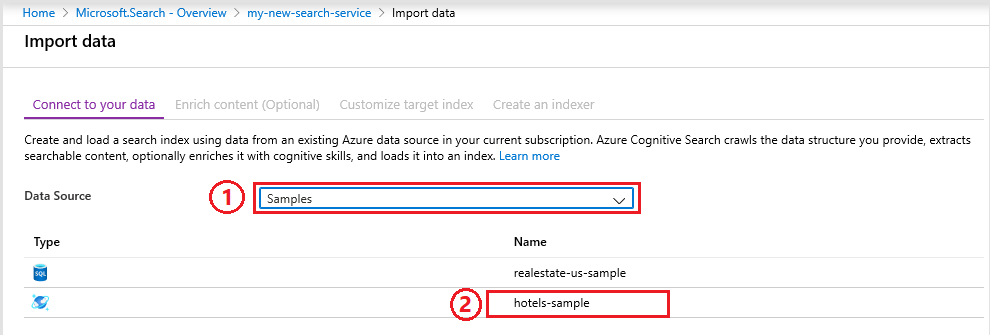 Home > Microsoft.Search - Overview > my-new-search-service > Import data
Import data
Connect to your data Enrich content (Optional) Customize target index Create an indexer
Create and load a search index using data from an existing Azure data source in your current subscription. Azure Cognitive Search crawls the data structure you provide, extracts
searchable content, optionally enriches it with cognitive skills, and loads it into an index. Learn more
Data Source 1 Samples
Type Name
SQL realestate-us-sample
2 hotels-sample